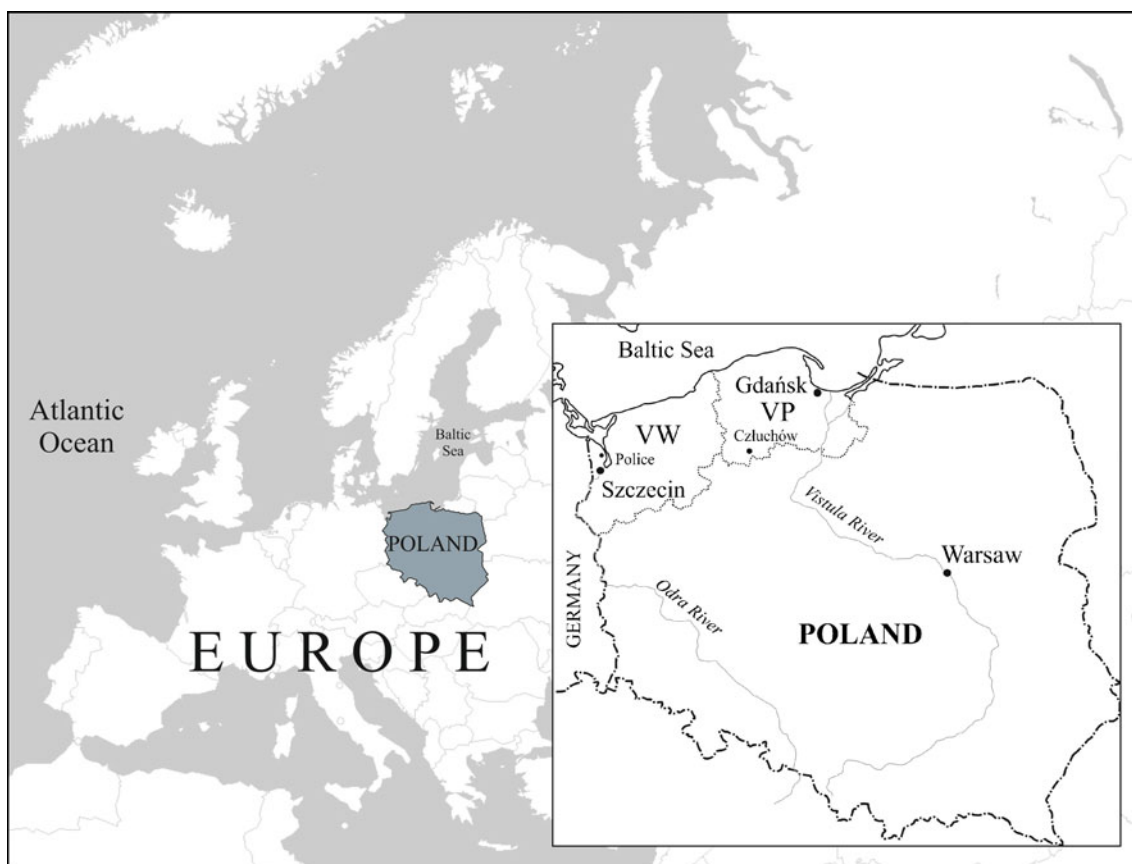 Atlantic
Ocean
Baltic
Sea
POLAND
EUROPE
Baltic Sea
Gdańsk
VP
VW
Człuchów
Police
Szczecin
Vistula River
Warsaw
GERMANY
Odra River
POLAND